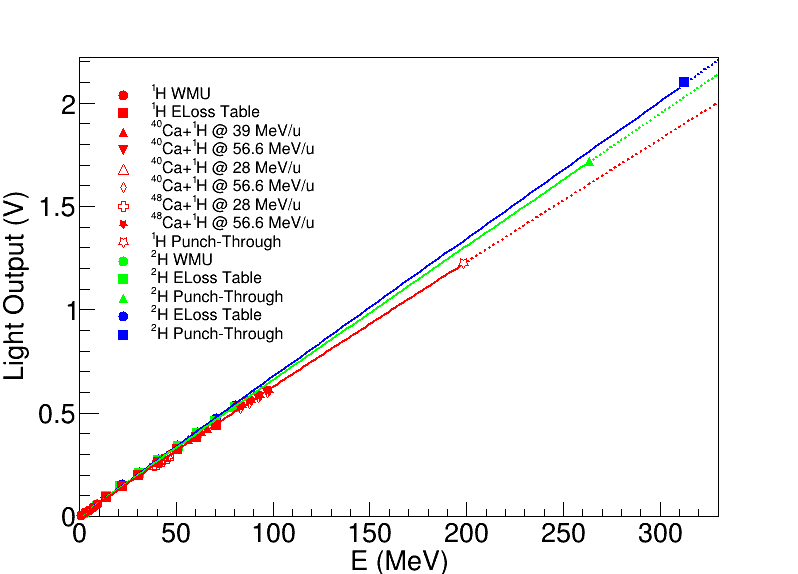 ¹H WMU
¹H ELoss Table
⁴⁰Ca+¹H @ 39 MeV/u
⁴⁰Ca+¹H @ 56.6 MeV/u
⁴⁰Ca+¹H @ 28 MeV/u
⁴⁰Ca+¹H @ 56.6 MeV/u
⁴⁸Ca+¹H @ 28 MeV/u
⁴⁸Ca+¹H @ 56.6 MeV/u
¹H Punch-Through
²H WMU
²H ELoss Table
²H Punch-Through
²H ELoss Table
²H Punch-Through
Light Output (V)
2
1.5
1
0.5
0
0 50 100 150 200 250 300
E (MeV)